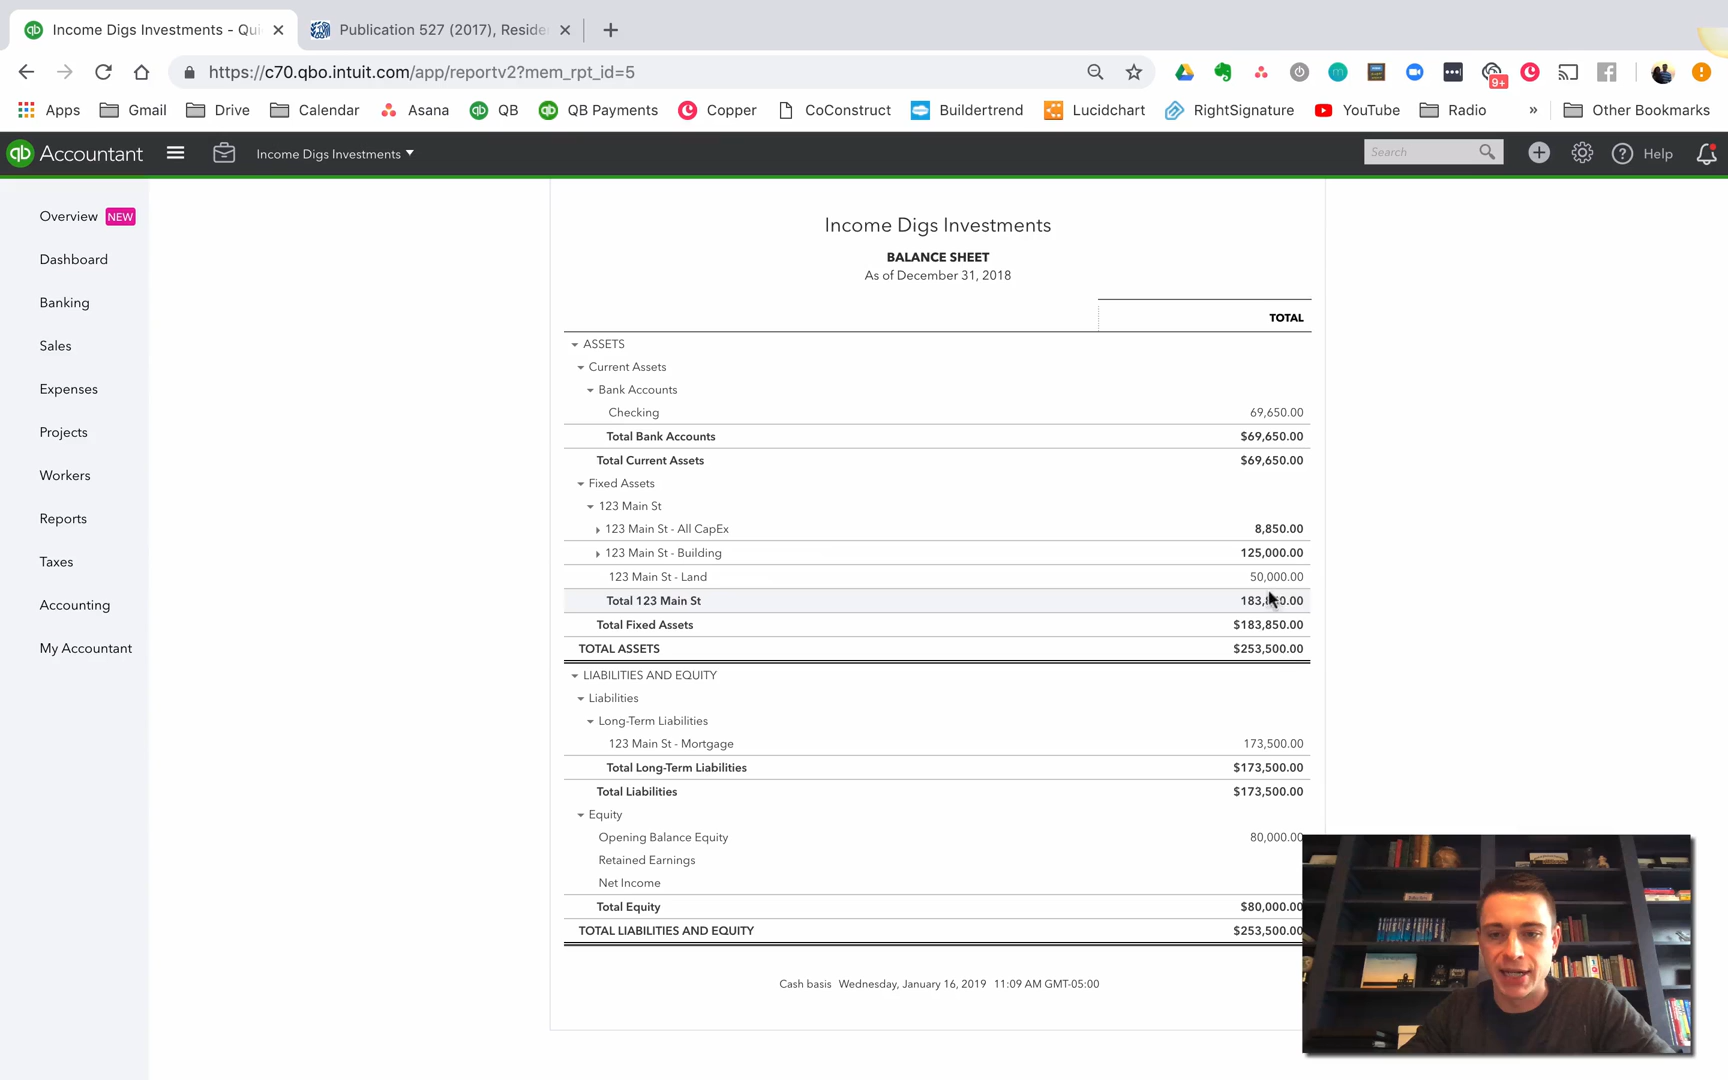 Income Digs Investments - Qui
Publication 527 (2017), Reside
https://c70.qbo.intuit.com/app/reportv2?mem_rpt_id=5
9+
Apps Gmail Drive Calendar Asana QB QB Payments Copper CoConstruct Buildertrend Lucidchart RightSignature YouTube Radio » Other Bookmarks
qb Accountant Income Digs Investments Search Help
Overview NEW
Dashboard
Banking
Sales
Expenses
Projects
Workers
Reports
Taxes
Accounting
My Accountant
Income Digs Investments
BALANCE SHEET
As of December 31, 2018
TOTAL
ASSETS
Current Assets
Bank Accounts
Checking 69,650.00
Total Bank Accounts $69,650.00
Total Current Assets $69,650.00
Fixed Assets
123 Main St
123 Main St - All CapEx 8,850.00
123 Main St - Building 125,000.00
123 Main St - Land 50,000.00
Total 123 Main St
Total Fixed Assets $183,850.00
TOTAL ASSETS $253,500.00
LIABILITIES AND EQUITY
Liabilities
Long-Term Liabilities
123 Main St - Mortgage 173,500.00
Total Long-Term Liabilities $173,500.00
Total Liabilities $173,500.00
Equity
Opening Balance Equity 80,000.00
Retained Earnings
Net Income
Total Equity $80,000.00
TOTAL LIABILITIES AND EQUITY $253,500.00
Cash basis Wednesday, January 16, 2019 11:09 AM GMT-05:00